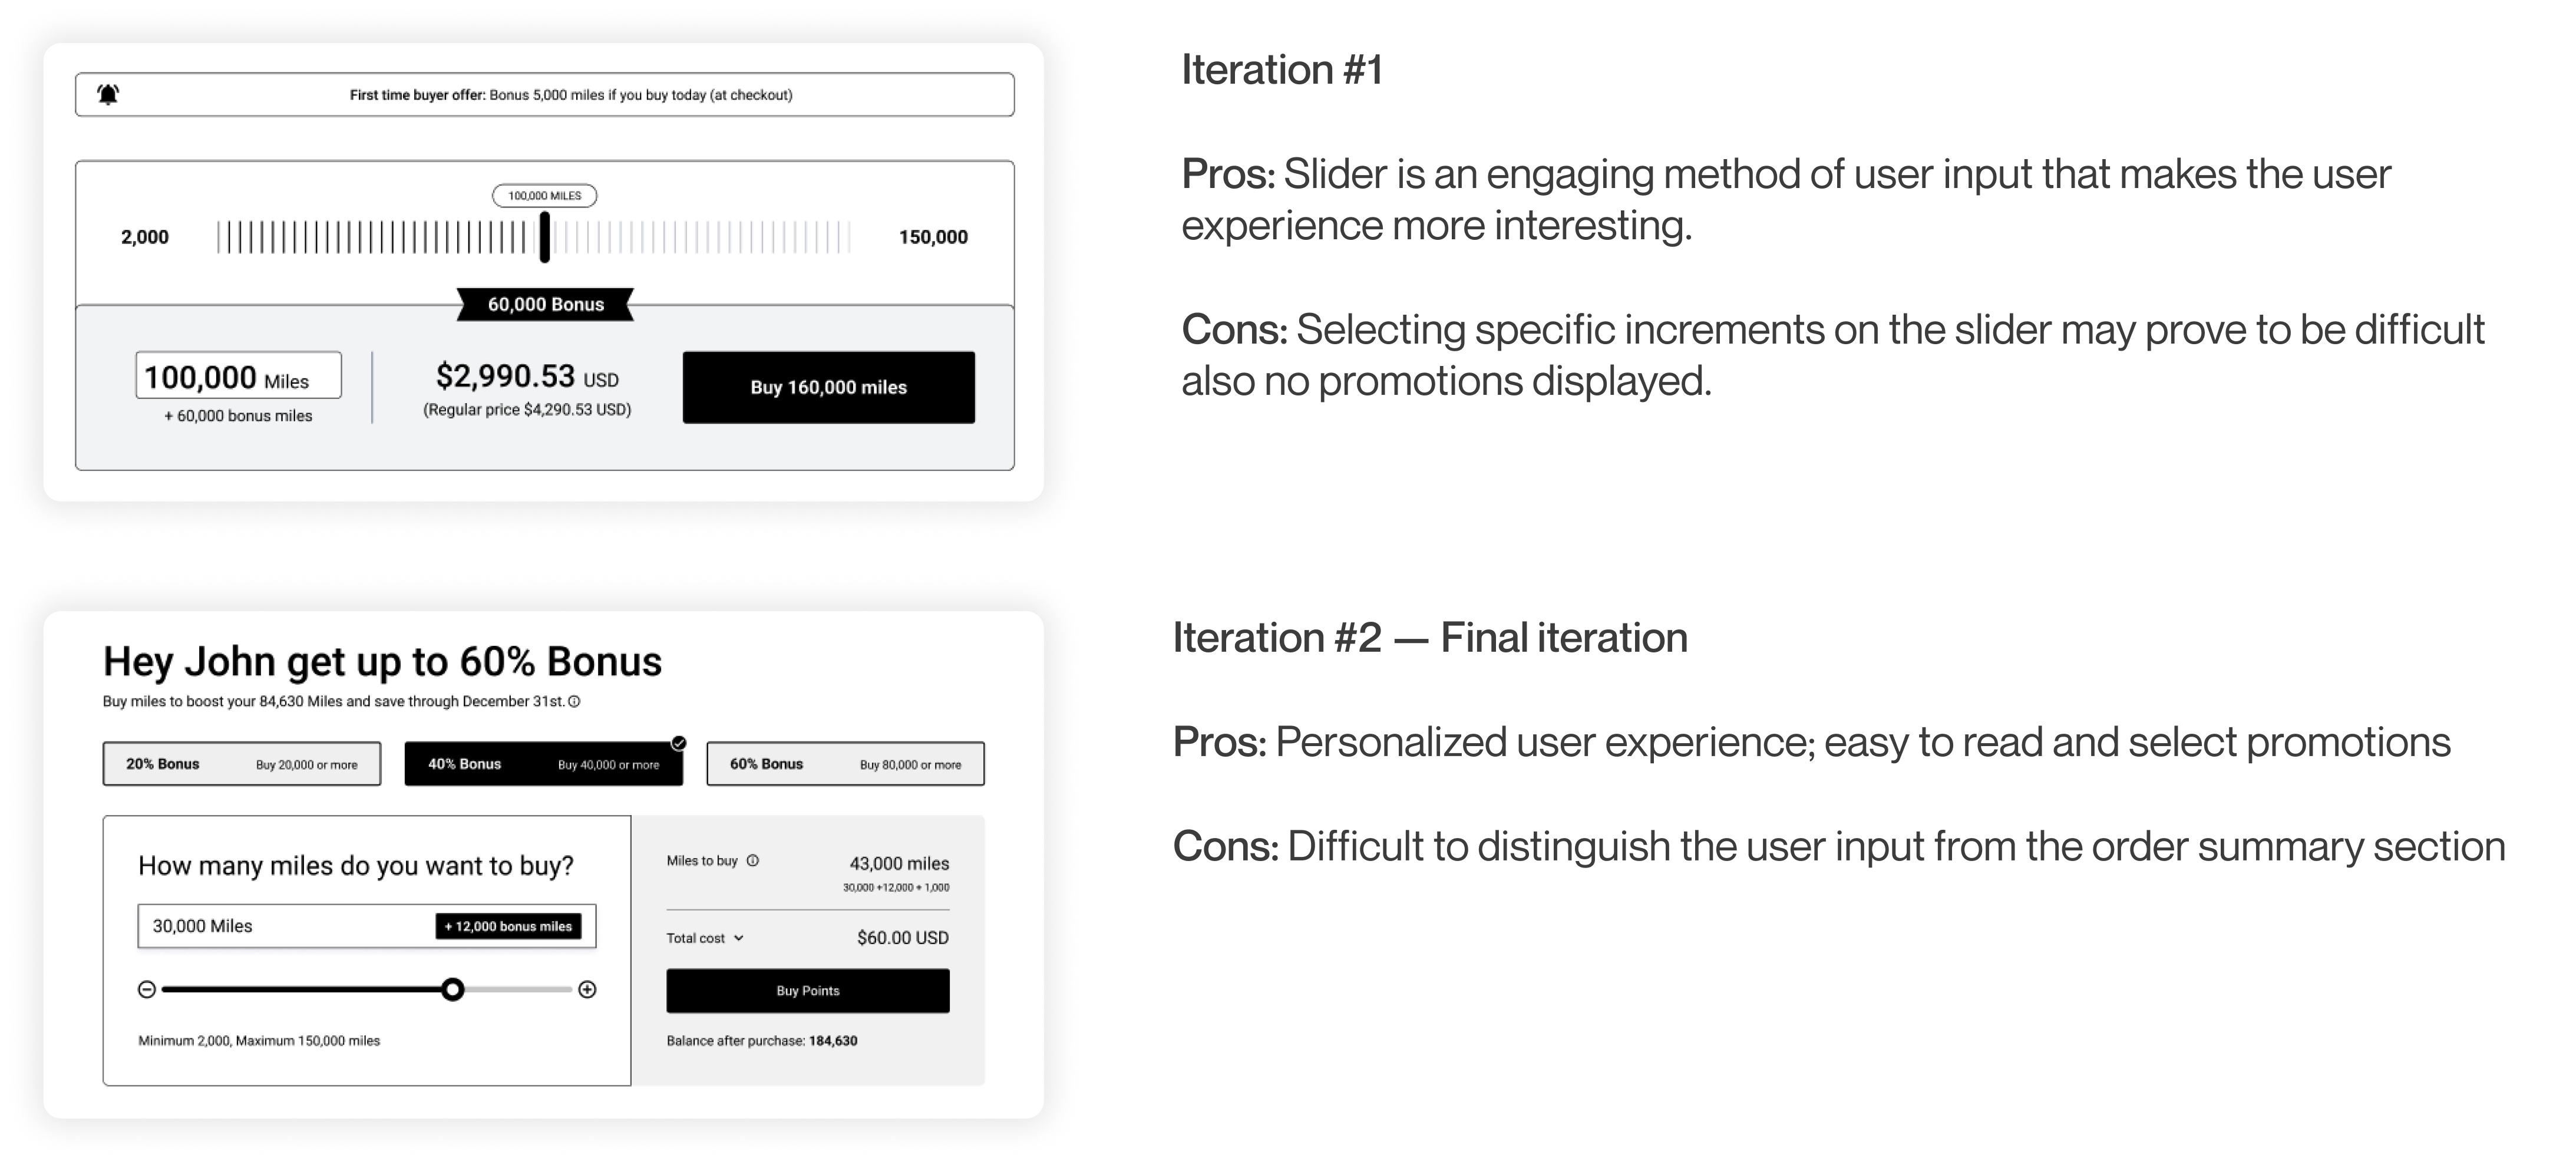 First time buyer offer: Bonus 5,000 miles if you buy today (at checkout)
100,000 MILES
2,000
150,000
60,000 Bonus
100,000 Miles
+ 60,000 bonus miles
$2,990.53 USD
(Regular price $4,290.53 USD)
Buy 160,000 miles
Iteration #1
Pros: Slider is an engaging method of user input that makes the user
experience more interesting.
Cons: Selecting specific increments on the slider may prove to be difficult
also no promotions displayed.
Hey John get up to 60% Bonus
Buy miles to boost your 84,630 Miles and save through December 31st.
20% Bonus Buy 20,000 or more
40% Bonus Buy 40,000 or more
60% Bonus Buy 80,000 or more
How many miles do you want to buy?
30,000 Miles
+ 12,000 bonus miles
Minimum 2,000, Maximum 150,000 miles
Miles to buy
43,000 miles
30,000 +12,000 + 1,000
Total cost
$60.00 USD
Buy Points
Balance after purchase: 184,630
Iteration #2 — Final iteration
Pros: Personalized user experience; easy to read and select promotions
Cons: Difficult to distinguish the user input from the order summary section